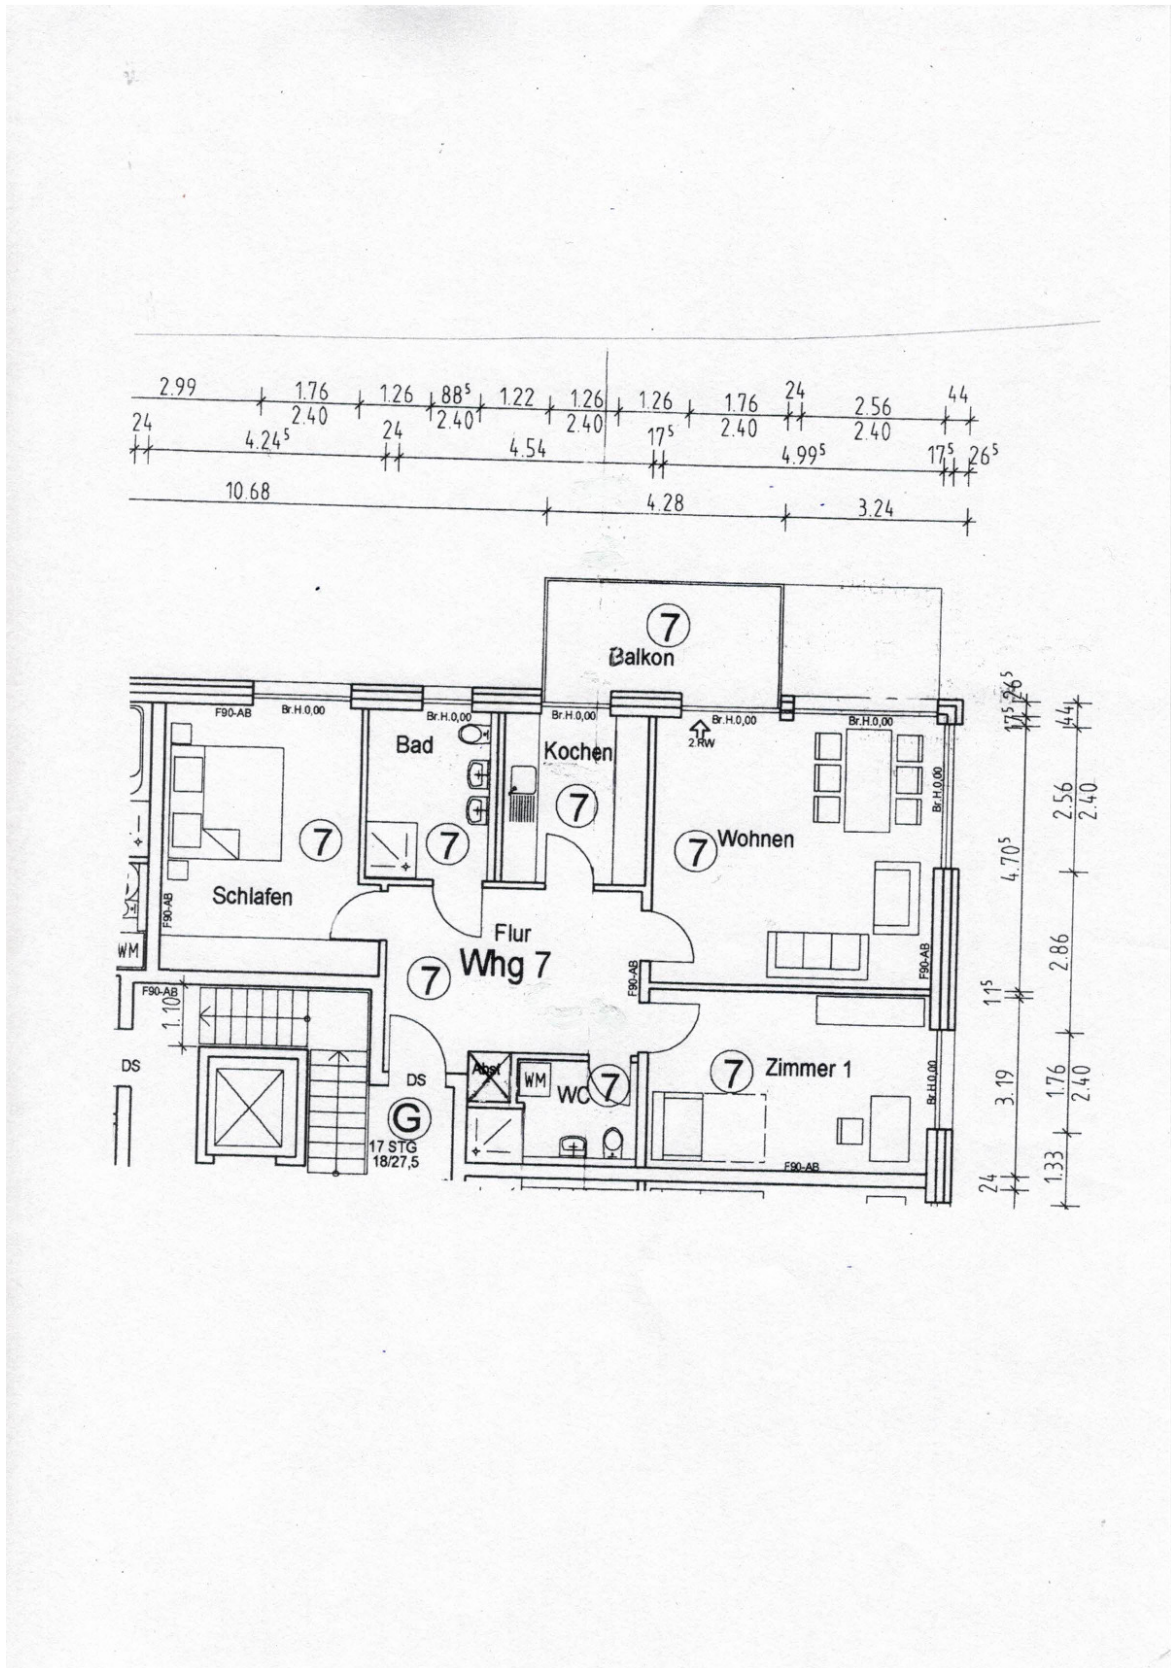 2.99 1.76 1.26 88⁵ 1.22 1.26 1.26 1.76 24 2.56 44
2.40 2.40 2.40 2.40 2.40
24 4.24⁵ 24 4.54 17⁵ 4.99⁵ 17⁵ 26⁵
10.68 4.28 3.24
7
Balkon
F90-AB Br.H.0,00 Br.H.0,00 Br.H.0,00 Br.H.0,00 Br.H.0,00
17⁵ 26⁵
44
Bad
Kochen
2.RW
7
7
7
7
Wohnen
Br.H.0,00
4.70⁵
2.56
2.40
Schlafen
F90-AB
Flur
Whg 7
7
WM
F90-AB
F90-AB
F90-AB
2.86
11⁵
1.10
DS
DS
Abst
WM
WC
7
7
Zimmer 1
Br.H.0,00
3.19
1.76
2.40
G
17 STG
18/27,5
F90-AB
24
1.33